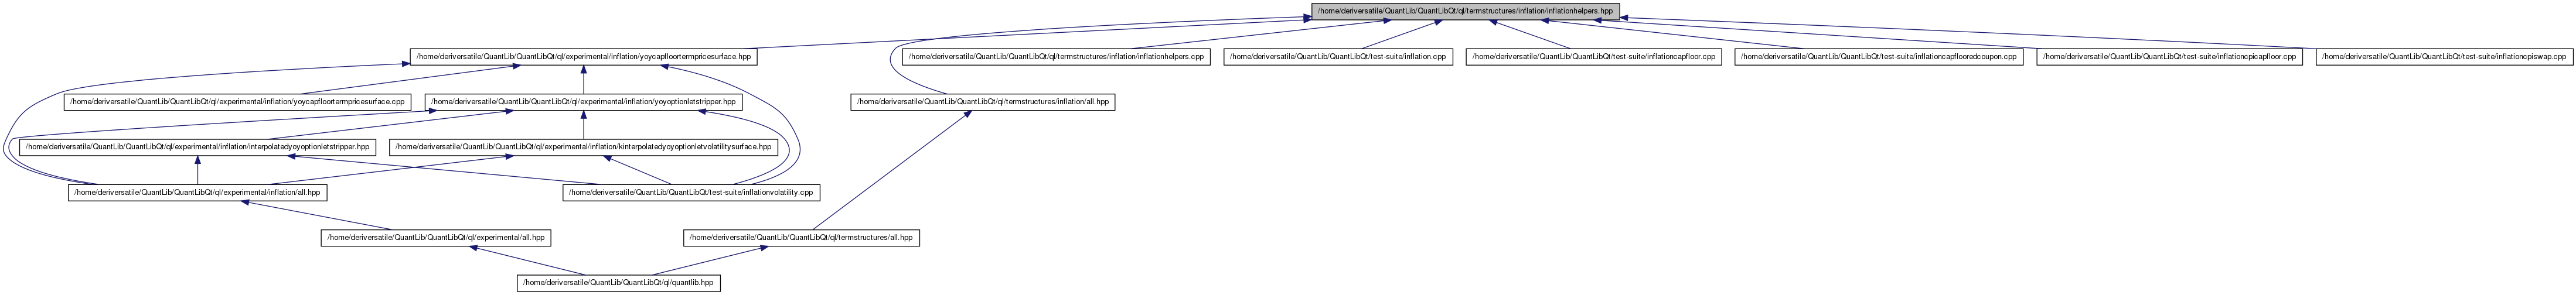 /home/deriversatile/QuantLib/QuantLibQt/ql/termstructures/inflation/inflationhelpers.hpp
/home/deriversatile/QuantLib/QuantLibQt/ql/experimental/inflation/yoycapfloortermpricesurface.hpp
/home/deriversatile/QuantLib/QuantLibQt/ql/termstructures/inflation/inflationhelpers.cpp
/home/deriversatile/QuantLib/QuantLibQt/test-suite/inflation.cpp
/home/deriversatile/QuantLib/QuantLibQt/test-suite/inflationcapfloor.cpp
/home/deriversatile/QuantLib/QuantLibQt/test-suite/inflationcapflooredcoupon.cpp
/home/deriversatile/QuantLib/QuantLibQt/test-suite/inflationcpicapfloor.cpp
/home/deriversatile/QuantLib/QuantLibQt/test-suite/inflationcpiswap.cpp
/home/deriversatile/QuantLib/QuantLibQt/ql/experimental/inflation/yoycapfloortermpricesurface.cpp
/home/deriversatile/QuantLib/QuantLibQt/ql/experimental/inflation/yoyoptionletstripper.hpp
/home/deriversatile/QuantLib/QuantLibQt/ql/termstructures/inflation/all.hpp
/home/deriversatile/QuantLib/QuantLibQt/ql/experimental/inflation/interpolatedyoyoptionletstripper.hpp
/home/deriversatile/QuantLib/QuantLibQt/ql/experimental/inflation/kinterpolatedyoyoptionletvolatilitysurface.hpp
/home/deriversatile/QuantLib/QuantLibQt/ql/experimental/inflation/all.hpp
/home/deriversatile/QuantLib/QuantLibQt/test-suite/inflationvolatility.cpp
/home/deriversatile/QuantLib/QuantLibQt/ql/experimental/all.hpp
/home/deriversatile/QuantLib/QuantLibQt/ql/termstructures/all.hpp
/home/deriversatile/QuantLib/QuantLibQt/ql/quantlib.hpp